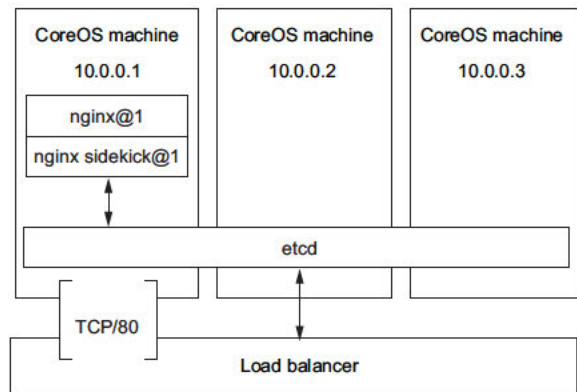 CoreOS machine
10.0.0.1
CoreOS machine
10.0.0.2
CoreOS machine
10.0.0.3
nginx@1
nginx sidekick@1
etcd
TCP/80
Load balancer